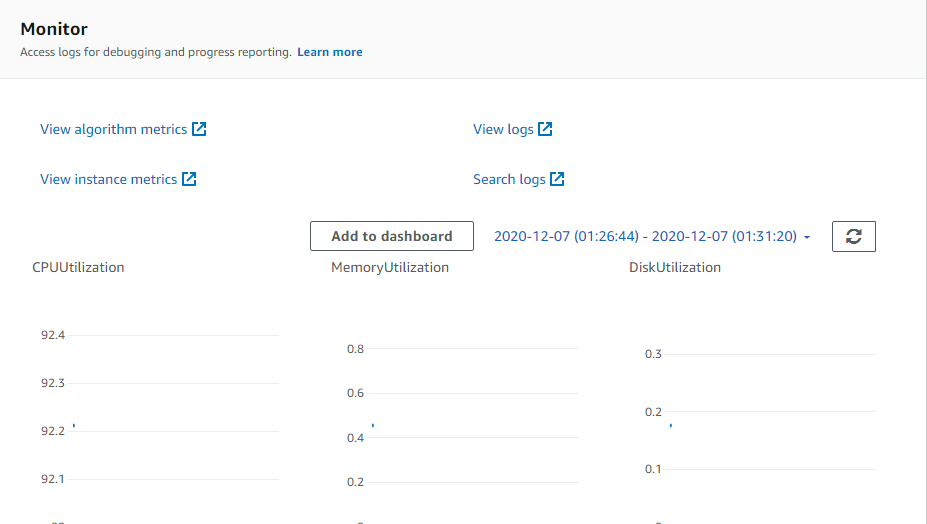 Monitor
Access logs for debugging and progress reporting. Learn more
View algorithm metrics
View logs
View instance metrics
Search logs
Add to dashboard
2020-12-07 (01:26:44) - 2020-12-07 (01:31:20)
CPUUtilization
MemoryUtilization
DiskUtilization
92.4
92.3
92.2
92.1
0.8
0.6
0.4
0.2
0.3
0.2
0.1